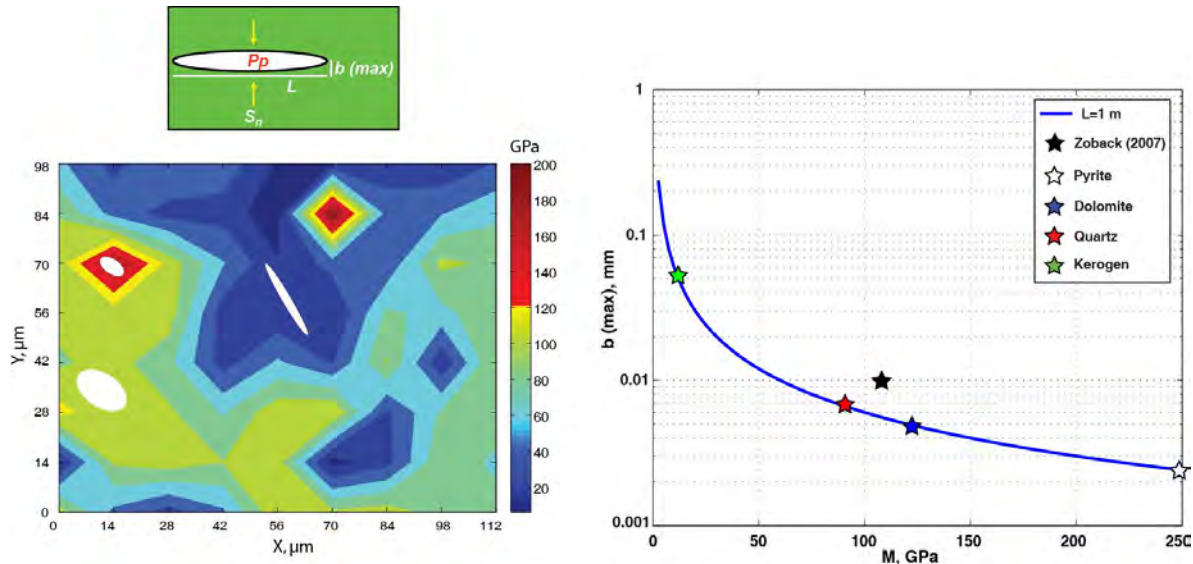 Pp
b (max)
L
Sn
GPa
98
84
70
56
42
28
14
0
Y, µm
0 14 28 42 56 70 84 98 112
X, µm
200
180
160
140
120
100
80
60
40
20
1
0.1
0.01
0.001
b (max), mm
0 50 100 150 200 250
M, GPa
L=1 m
Zoback (2007)
Pyrite
Dolomite
Quartz
Kerogen